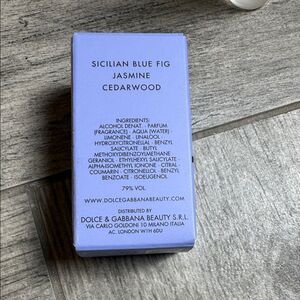 SICILIAN BLUE FIG
JASMINE
CEDARWOOD
INGREDIENTS:
ALCOHOL DENAT. · PARFUM
(FRAGRANCE) · AQUA (WATER) ·
LIMONENE · LINALOOL ·
HYDROXYCITRONELLAL · BENZYL
SALICYLATE · BUTYL
METHOXYDIBENZOYLMETHANE
GERANIOL · ETHYLHEXYL SALICYLATE ·
ALPHA-ISOMETHYL IONONE · CITRAL ·
COUMARIN · CITRONELLOL · BENZYL
BENZOATE · ISOEUGENOL
79% VOL
WWW.DOLCEGABBANABEAUTY.COM
DISTRIBUTED BY
DOLCE & GABBANA BEAUTY S.R.L.
VIA CARLO GOLDONI 10 MILANO ITALIA
AC. LONDON W1H 6DU